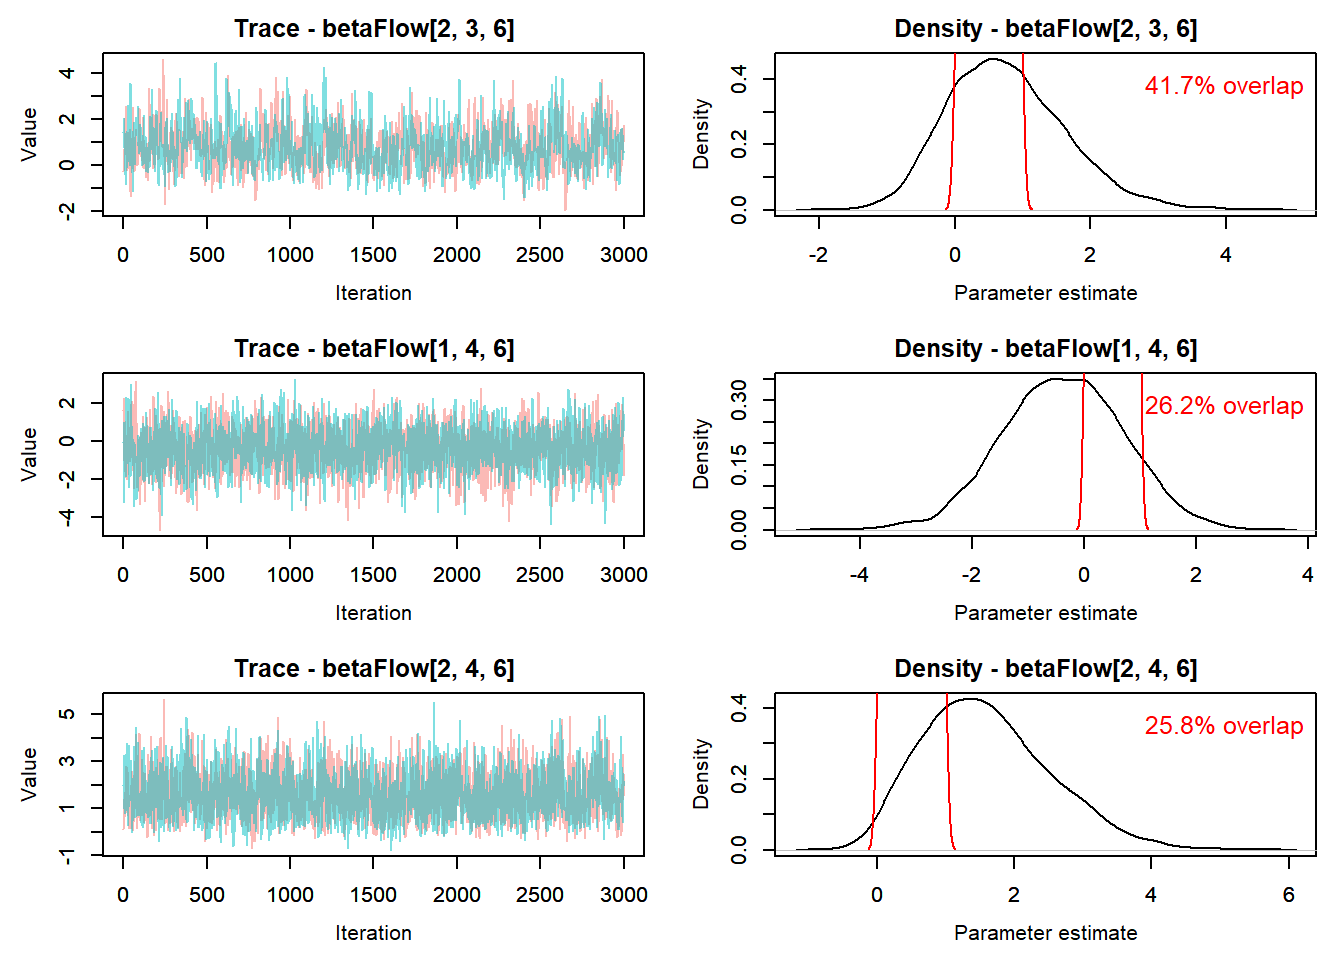 Trace - betaFlow[2, 3, 6]
Value
4
2
0
-2
0 500 1000 1500 2000 2500 3000
Iteration
Density - betaFlow[2, 3, 6]
41.7% overlap
Density
0.4
0.2
0.0
-2 0 2 4
Parameter estimate
Trace - betaFlow[1, 4, 6]
Value
2
0
-2
-4
0 500 1000 1500 2000 2500 3000
Iteration
Density - betaFlow[1, 4, 6]
26.2% overlap
Density
0.30
0.15
0.00
-4 -2 0 2 4
Parameter estimate
Trace - betaFlow[2, 4, 6]
Value
5
3
1
-1
0 500 1000 1500 2000 2500 3000
Iteration
Density - betaFlow[2, 4, 6]
25.8% overlap
Density
0.4
0.2
0.0
0 2 4 6
Parameter estimate